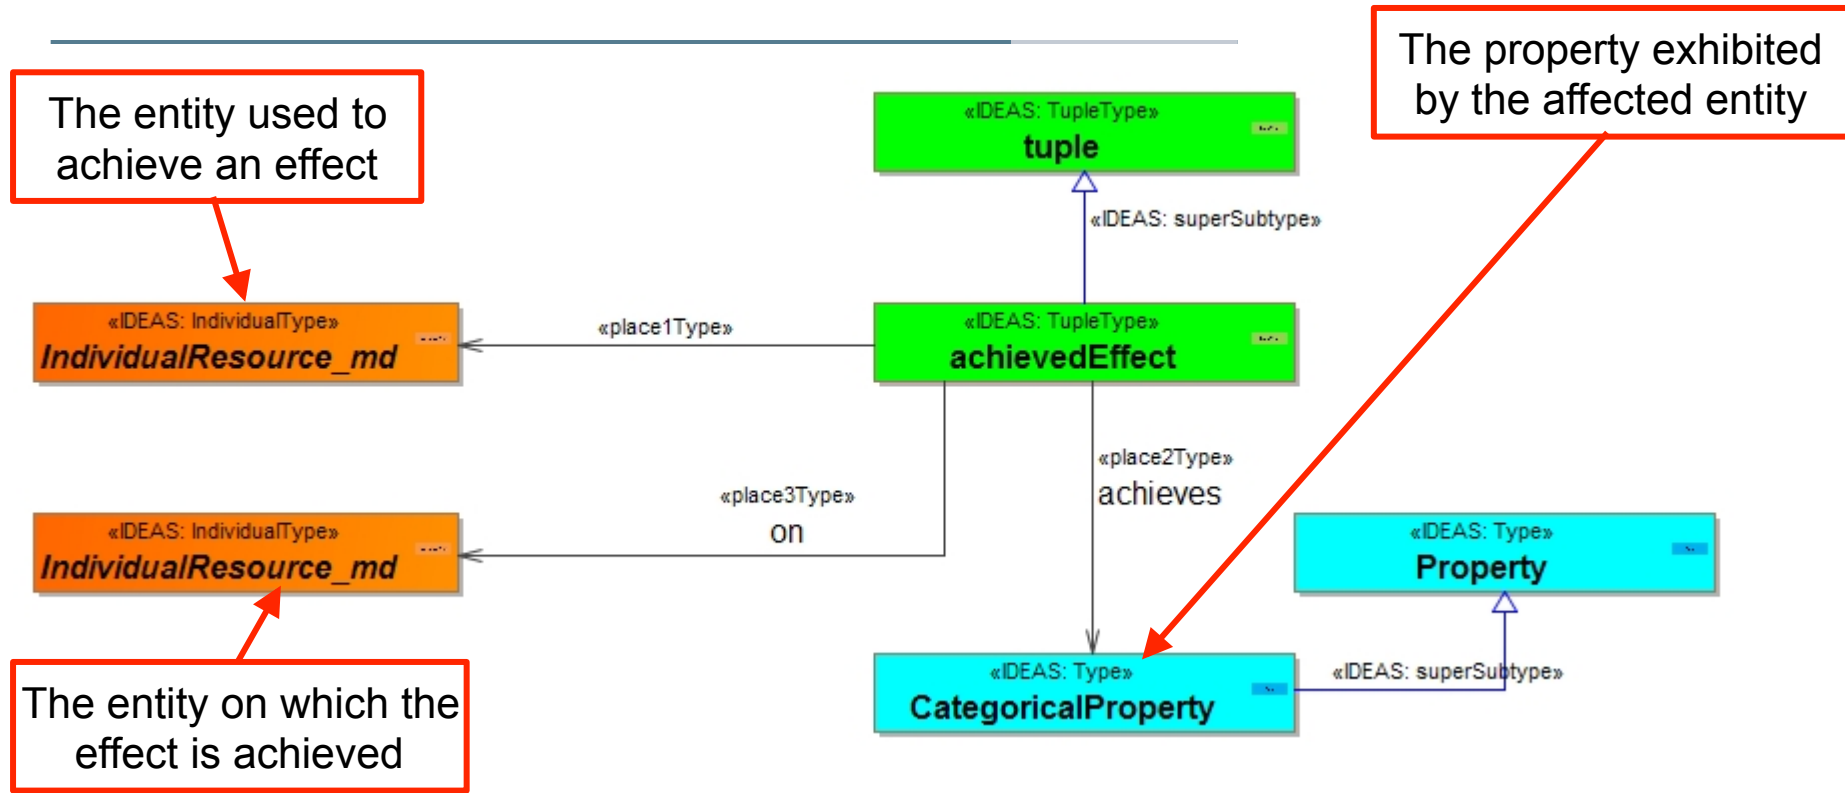 The property exhibited
by the affected entity
The entity used to
achieve an effect
«IDEAS: TupleType»
tuple
«IDEAS: superSubtype»
«IDEAS: IndividualType»
IndividualResource_md
«place1Type»
«IDEAS: TupleType»
achievedEffect
«place2Type»
achieves
«place3Type»
on
«IDEAS: IndividualType»
IndividualResource_md
«IDEAS: Type»
Property
«IDEAS: Type»
CategoricalProperty
«IDEAS: superSubtype»
The entity on which the
effect is achieved